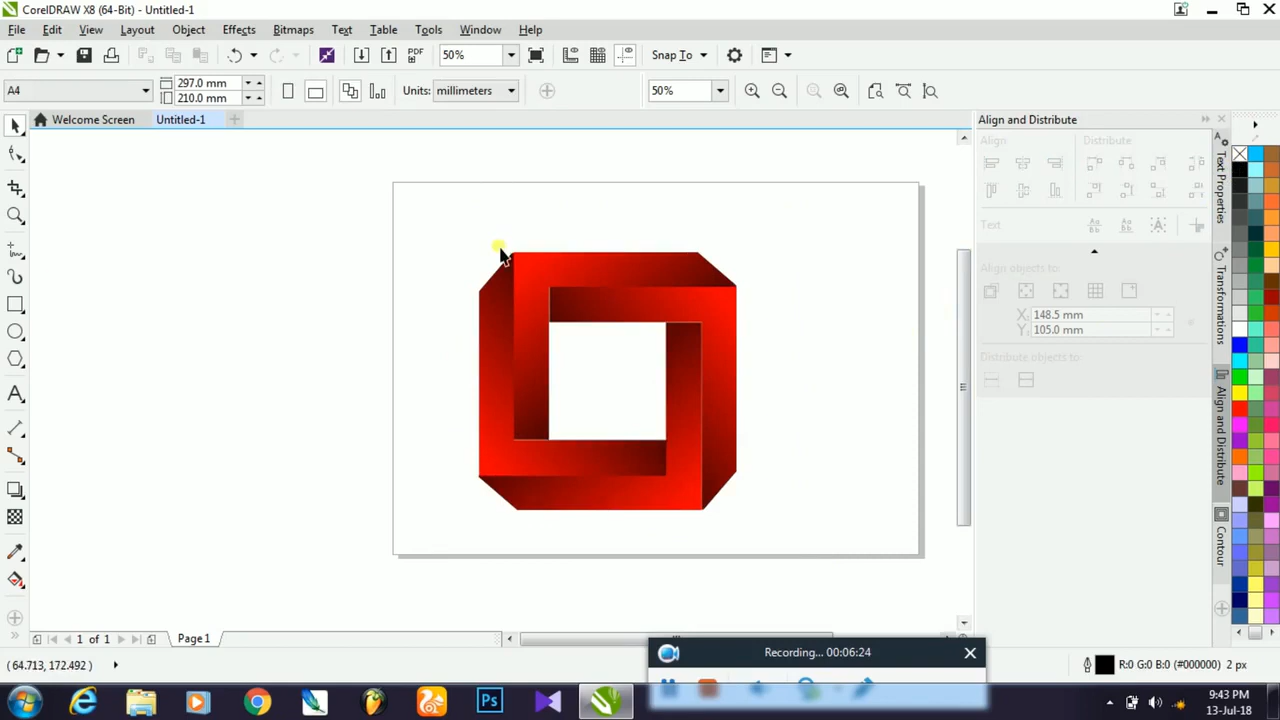 CorelDRAW X8 (64-Bit) - Untitled-1
File Edit View Layout Object Effects Bitmaps Text Table Tools Window Help
PDF 50% Snap To
A4 297.0 mm 210.0 mm Units: millimeters 50%
Welcome Screen Untitled-1 Align and Distribute
Align Distribute
Text
Align objects to:
X: 148.5 mm
Y: 105.0 mm
Distribute objects to:
Text Properties
Transformations
Align and Distribute
Contour
1 of 1 Page 1
Recording... 00:06:24
(64.713, 172.492) R:0 G:0 B:0 (#000000) 2 px
Ps
9:43 PM
13-Jul-18